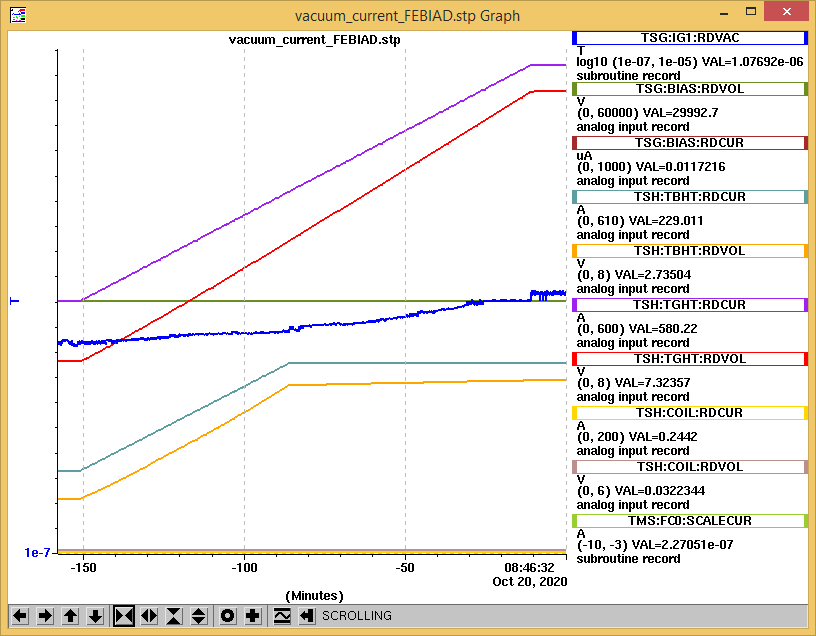 vacuum_current_FEBIAD.stp Graph
vacuum_current_FEBIAD.stp
T
1e-7
-150
-100
-50
08:46:32
Oct 20, 2020
(Minutes)
TSG:IG1:RDVAC
T
log10 (1e-07, 1e-05) VAL=1.07692e-06
subroutine record
TSG:BIAS:RDVOL
V
(0, 60000) VAL=29992.7
analog input record
TSG:BIAS:RDCUR
uA
(0, 1000) VAL=0.0117216
analog input record
TSH:TBHT:RDCUR
A
(0, 610) VAL=229.011
analog input record
TSH:TBHT:RDVOL
V
(0, 8) VAL=2.73504
analog input record
TSH:TGHT:RDCUR
A
(0, 600) VAL=580.22
analog input record
TSH:TGHT:RDVOL
V
(0, 8) VAL=7.32357
analog input record
TSH:COIL:RDCUR
A
(0, 200) VAL=0.2442
analog input record
TSH:COIL:RDVOL
V
(0, 6) VAL=0.0322344
analog input record
TMS:FC0:SCALECUR
A
(-10, -3) VAL=2.27051e-07
subroutine record
SCROLLING